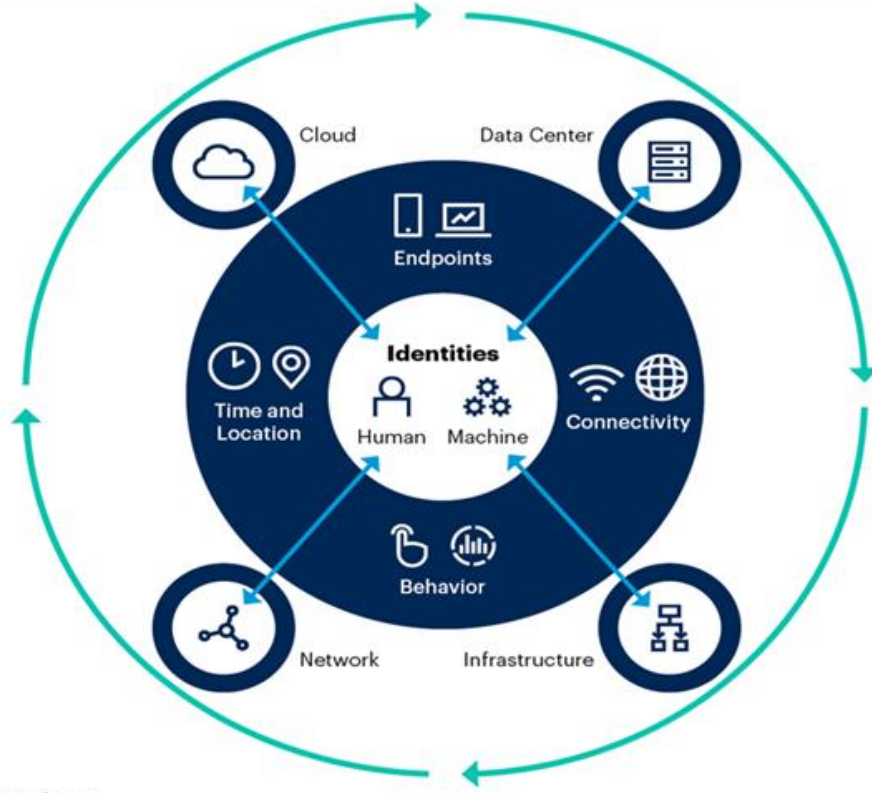 Cloud
Data Center
Endpoints
Identities
Human
Machine
Time and
Location
Connectivity
Behavior
Network
Infrastructure